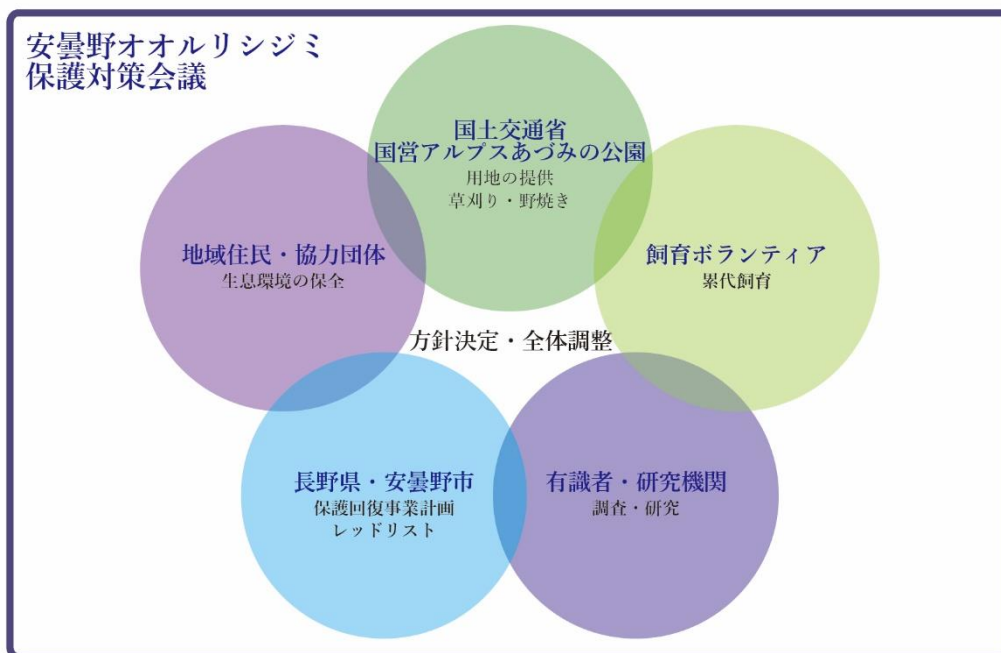 安曇野オオルリシジミ
保護対策会議
国土交通省
国営アルプスあづみの公園
用地の提供
草刈り・野焼き
地域住民・協力団体
生息環境の保全
飼育ボランティア
累代飼育
方針決定・全体調整
長野県・安曇野市
保護回復事業計画
レッドリスト
有識者・研究機関
調査・研究